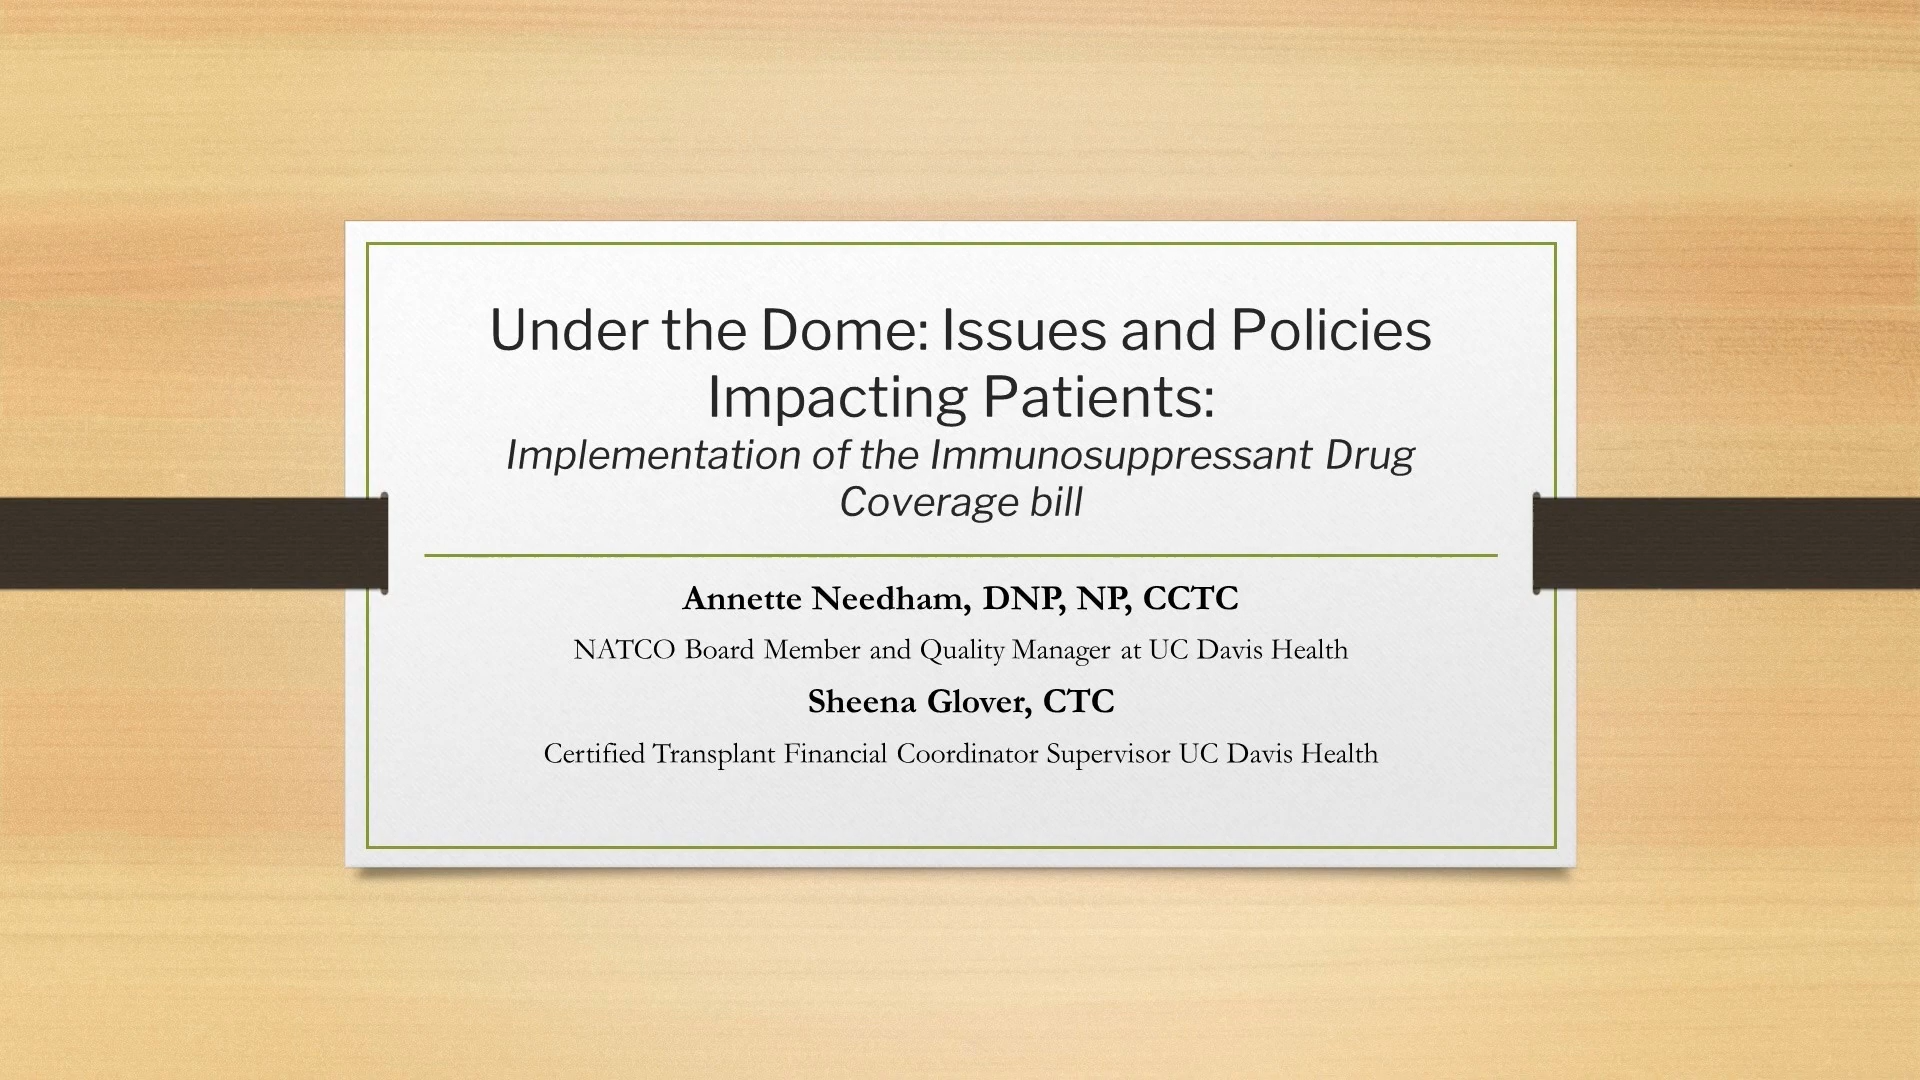 Under the Dome: Issues and Policies
Impacting Patients:
Implementation of the Immunosuppressant Drug
Coverage bill
Annette Needham, DNP, NP, CCTC
NATCO Board Member and Quality Manager at UC Davis Health
Sheena Glover, CTC
Certified Transplant Financial Coordinator Supervisor UC Davis Health